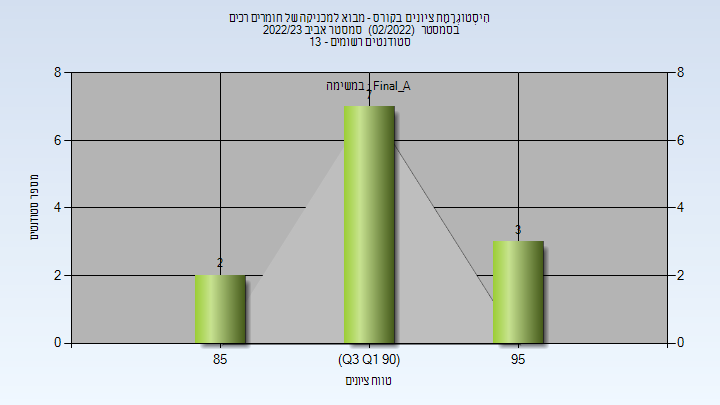 היסטוגרמת ציונים בקורס - מבוא למכניקה של חומרים רכים
בסמסטר (02/2022) סמסטר אביב 2022/23
סטודנטים רשומים - 13
במשימה : Final_A
8
6
4
2
0
8
6
4
2
0
מספר סטודנטים
2
7
3
85
(Q3 Q1 90)
95
טווח ציונים